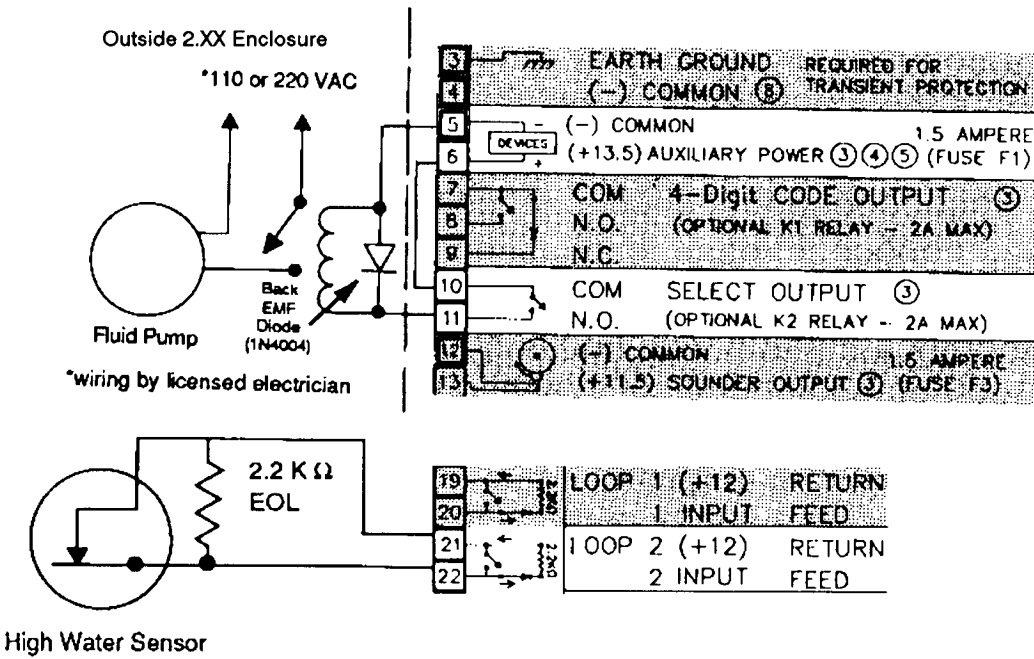 Outside 2.XX Enclosure
*110 or 220 VAC
Back
EMF
Diode
(1N4004)
Fluid Pump
*wiring by licensed electrician
3 EARTH GROUND REQUIRED FOR
4 (-) COMMON ⑧ TRANSIENT PROTECTION
5 - (-) COMMON 1.5 AMPERE
DEVICES
6 + (+13.5) AUXILIARY POWER ③④⑤ (FUSE F1)
7 COM 4-Digit CODE OUTPUT ③
8 N.O. (OPTIONAL K1 RELAY - 2A MAX)
9 N.C.
10 COM SELECT OUTPUT ③
11 N.O. (OPTIONAL K2 RELAY - 2A MAX)
12 (-) COMMON AMPERE
13 (+11.5) SOUNDER OUTPUT ③ (FUSE F3)
2.2 K Ω
EOL
19 LOOP 1 (+12) RETURN
20 1 INPUT FEED
21 LOOP 2 (+12) RETURN
22 2 INPUT FEED
High Water Sensor